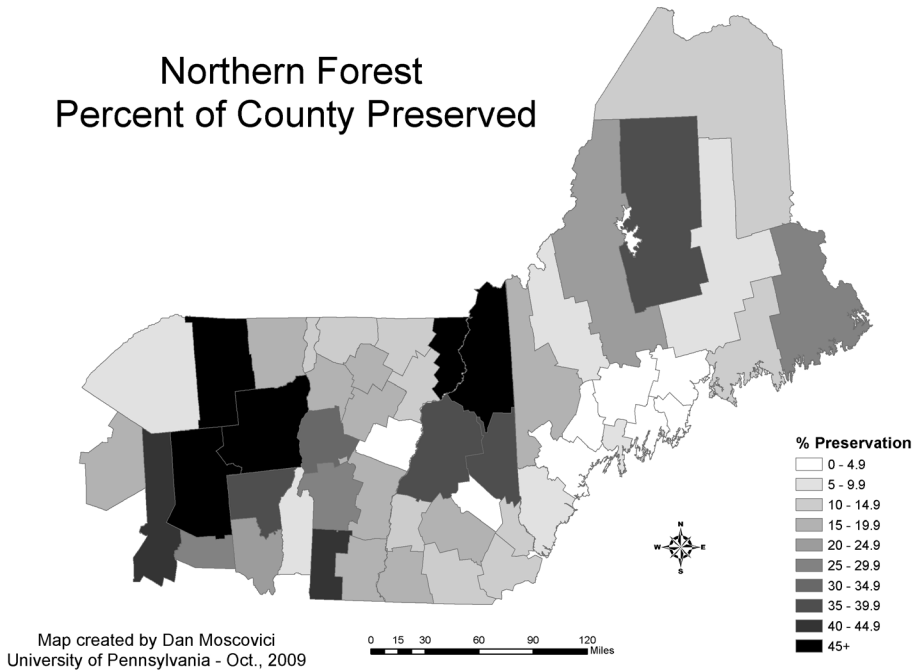 Northern Forest
Percent of County Preserved
% Preservation
0 - 4.9
5 - 9.9
10 - 14.9
15 - 19.9
20 - 24.9
25 - 29.9
30 - 34.9
35 - 39.9
40 - 44.9
45+
N
W E
S
Map created by Dan Moscovici
University of Pennsylvania - Oct., 2009
0 15 30 60 90 120
Miles